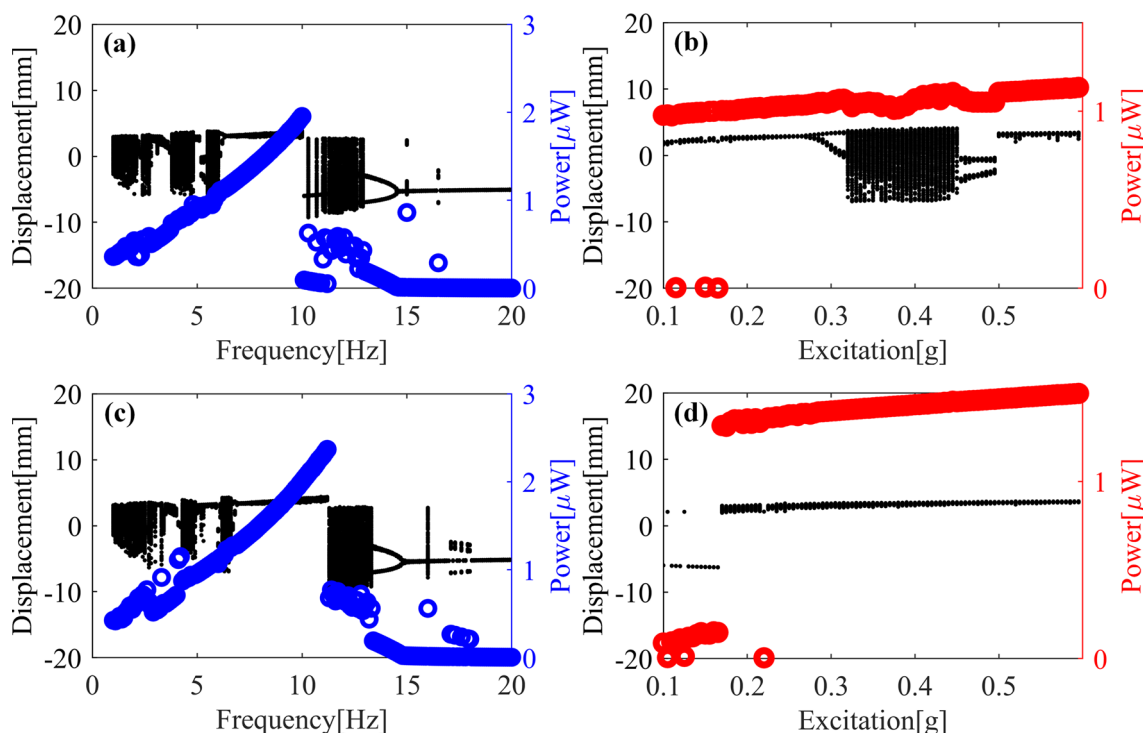 (a)
20
10
0
-10
-20
Displacement[mm]
3
2
1
0
Power[μW]
0 5 10 15 20
Frequency[Hz]
(b)
20
10
0
-10
-20
Displacement[mm]
1
0
Power[μW]
0.1 0.2 0.3 0.4 0.5
Excitation[g]
(c)
20
10
0
-10
-20
Displacement[mm]
3
2
1
0
Power[μW]
0 5 10 15 20
Frequency[Hz]
(d)
20
10
0
-10
-20
Displacement[mm]
1
0
Power[μW]
0.1 0.2 0.3 0.4 0.5
Excitation[g]